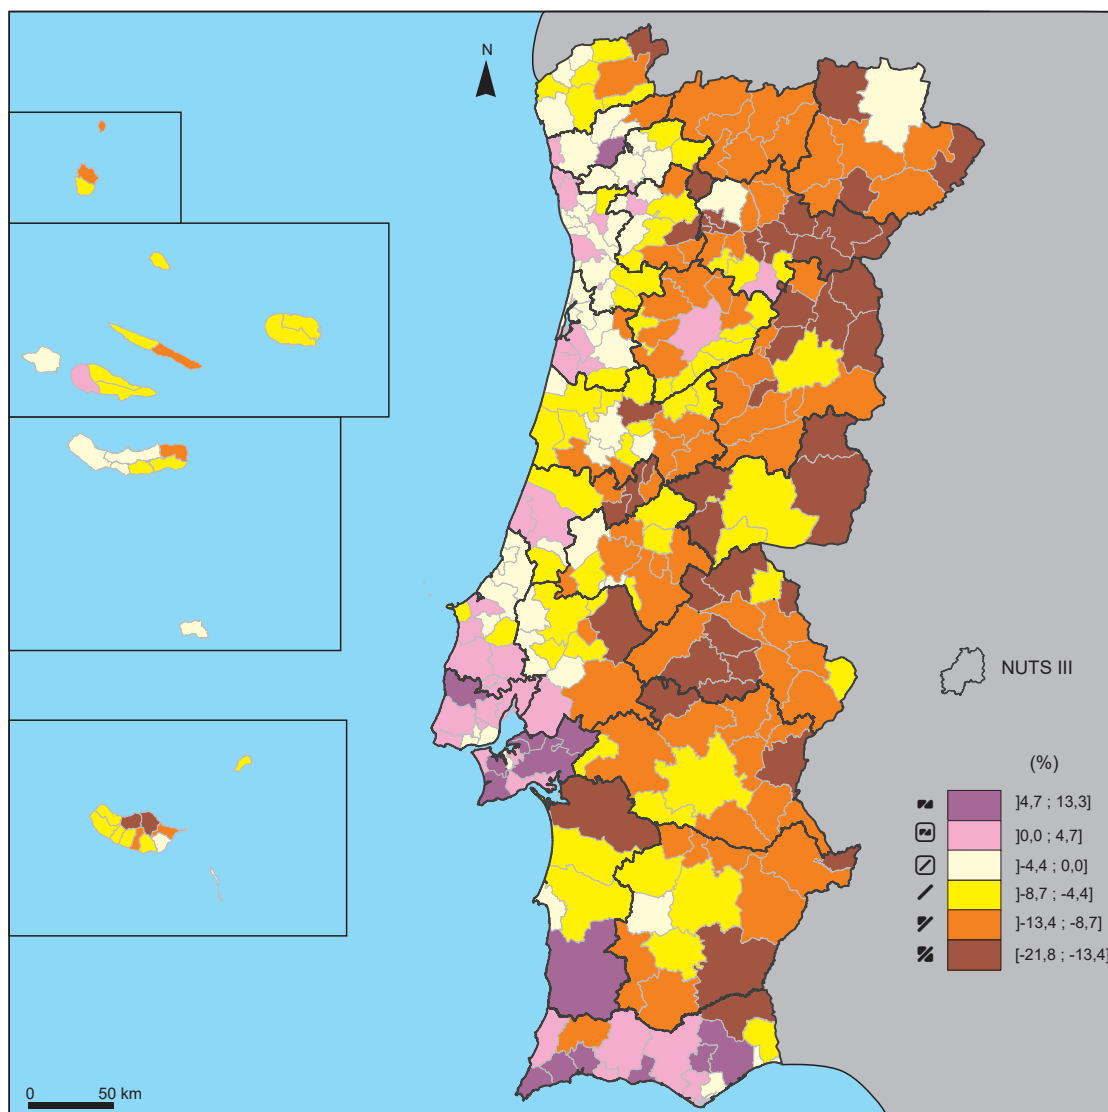 N
NUTS III
(%)
]4,7 ; 13,3]
]0,0 ; 4,7]
]-4,4 ; 0,0]
]-8,7 ; -4,4]
]-13,4 ; -8,7]
[-21,8 ; -13,4]
0 50 km